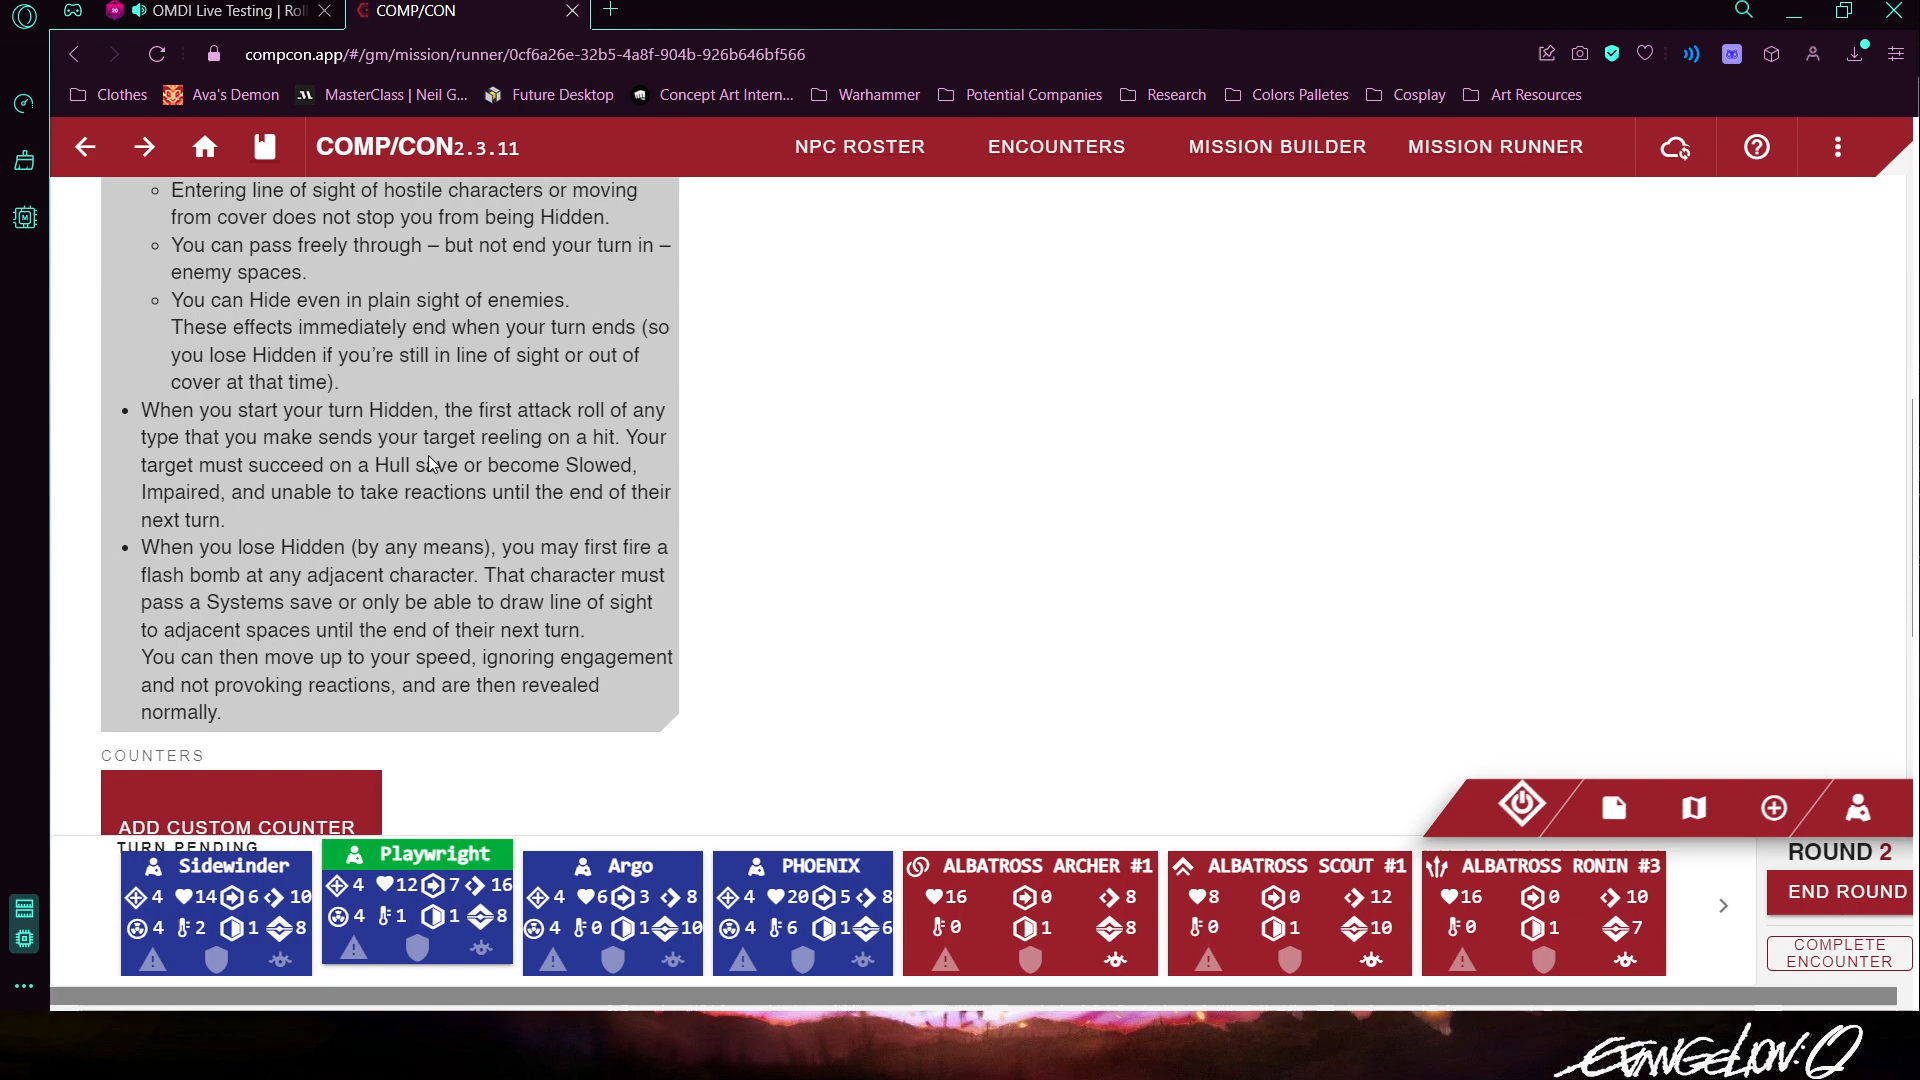 OMDI Live Testing | Rol
COMP/CON
compcon.app/#/gm/mission/runner/0cf6a26e-32b5-4a8f-904b-926b646bf566
Clothes
Ava's Demon
MasterClass | Neil G...
Future Desktop
Concept Art Intern...
Warhammer
Potential Companies
Research
Colors Palletes
Cosplay
Art Resources
COMP/CON2.3.11
NPC ROSTER
ENCOUNTERS
MISSION BUILDER
MISSION RUNNER
Entering line of sight of hostile characters or moving
from cover does not stop you from being Hidden.
You can pass freely through – but not end your turn in –
enemy spaces.
You can Hide even in plain sight of enemies.
These effects immediately end when your turn ends (so
you lose Hidden if you're still in line of sight or out of
cover at that time).
When you start your turn Hidden, the first attack roll of any
type that you make sends your target reeling on a hit. Your
target must succeed on a Hull save or become Slowed,
Impaired, and unable to take reactions until the end of their
next turn.
When you lose Hidden (by any means), you may first fire a
flash bomb at any adjacent character. That character must
pass a Systems save or only be able to draw line of sight
to adjacent spaces until the end of their next turn.
You can then move up to your speed, ignoring engagement
and not provoking reactions, and are then revealed
normally.
COUNTERS
ADD CUSTOM COUNTER
TURN PENDING
Sidewinder
4 14 6 10
4 2 1 8
Playwright
4 12 7 16
4 1 1 8
Argo
4 6 3 8
4 0 1 10
PHOENIX
4 20 5 8
4 6 1 6
ALBATROSS ARCHER #1
16 0 8
0 1 8
ALBATROSS SCOUT #1
8 0 12
0 1 10
ALBATROSS RONIN #3
16 0 10
0 1 7
ROUND 2
END ROUND
COMPLETE
ENCOUNTER
EVANGELION:Q